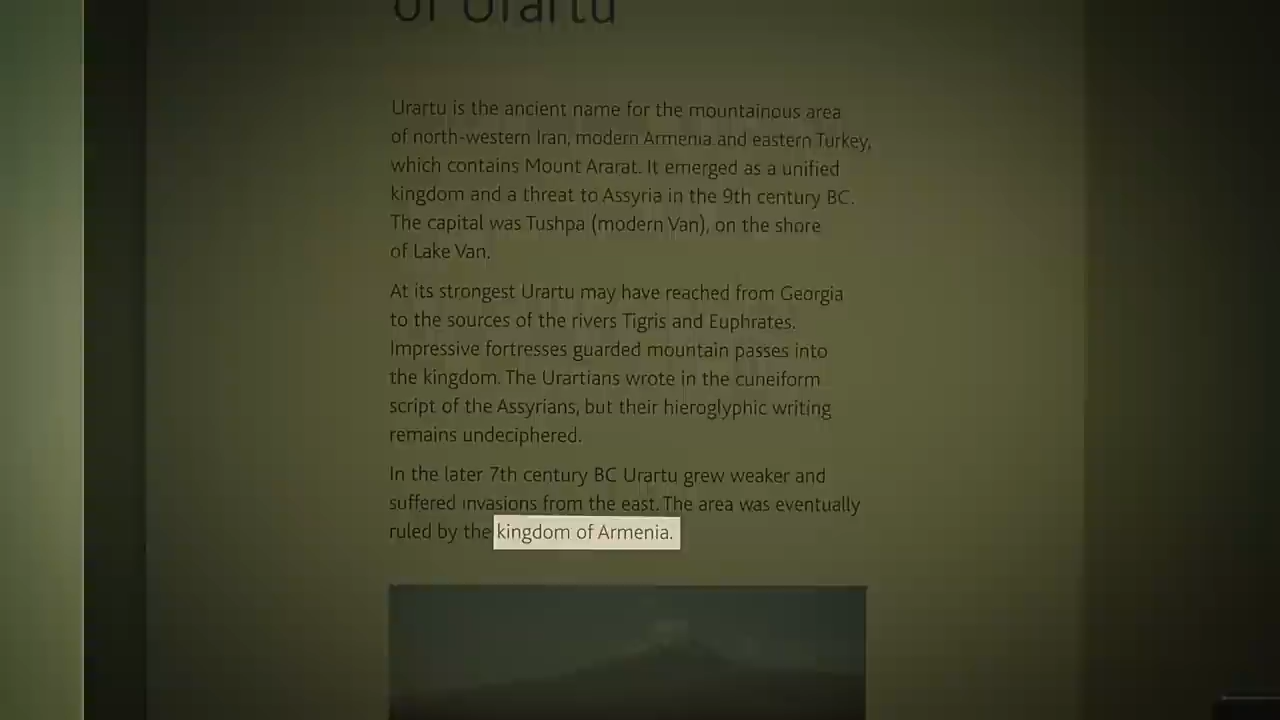 of Urartu
Urartu is the ancient name for the mountainous area
of north-western Iran, modern Armenia and eastern Turkey,
which contains Mount Ararat. It emerged as a unified
kingdom and a threat to Assyria in the 9th century BC.
The capital was Tushpa (modern Van), on the shore
of Lake Van.
At its strongest Urartu may have reached from Georgia
to the sources of the rivers Tigris and Euphrates.
Impressive fortresses guarded mountain passes into
the kingdom. The Urartians wrote in the cuneiform
script of the Assyrians, but their hieroglyphic writing
remains undeciphered.
In the later 7th century BC Urartu grew weaker and
suffered invasions from the east. The area was eventually
ruled by the kingdom of Armenia.